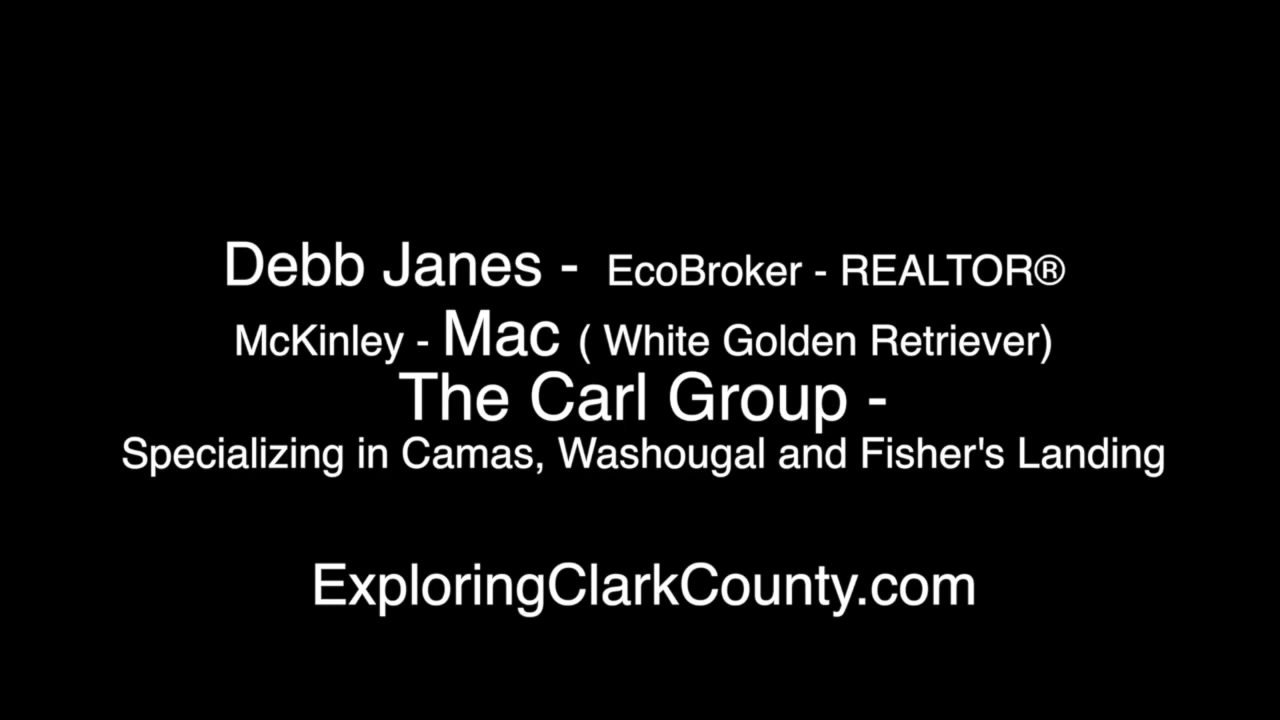 Debb Janes - EcoBroker - REALTOR®
McKinley - Mac ( White Golden Retriever)
The Carl Group -
Specializing in Camas, Washougal and Fisher's Landing
ExploringClarkCounty.com